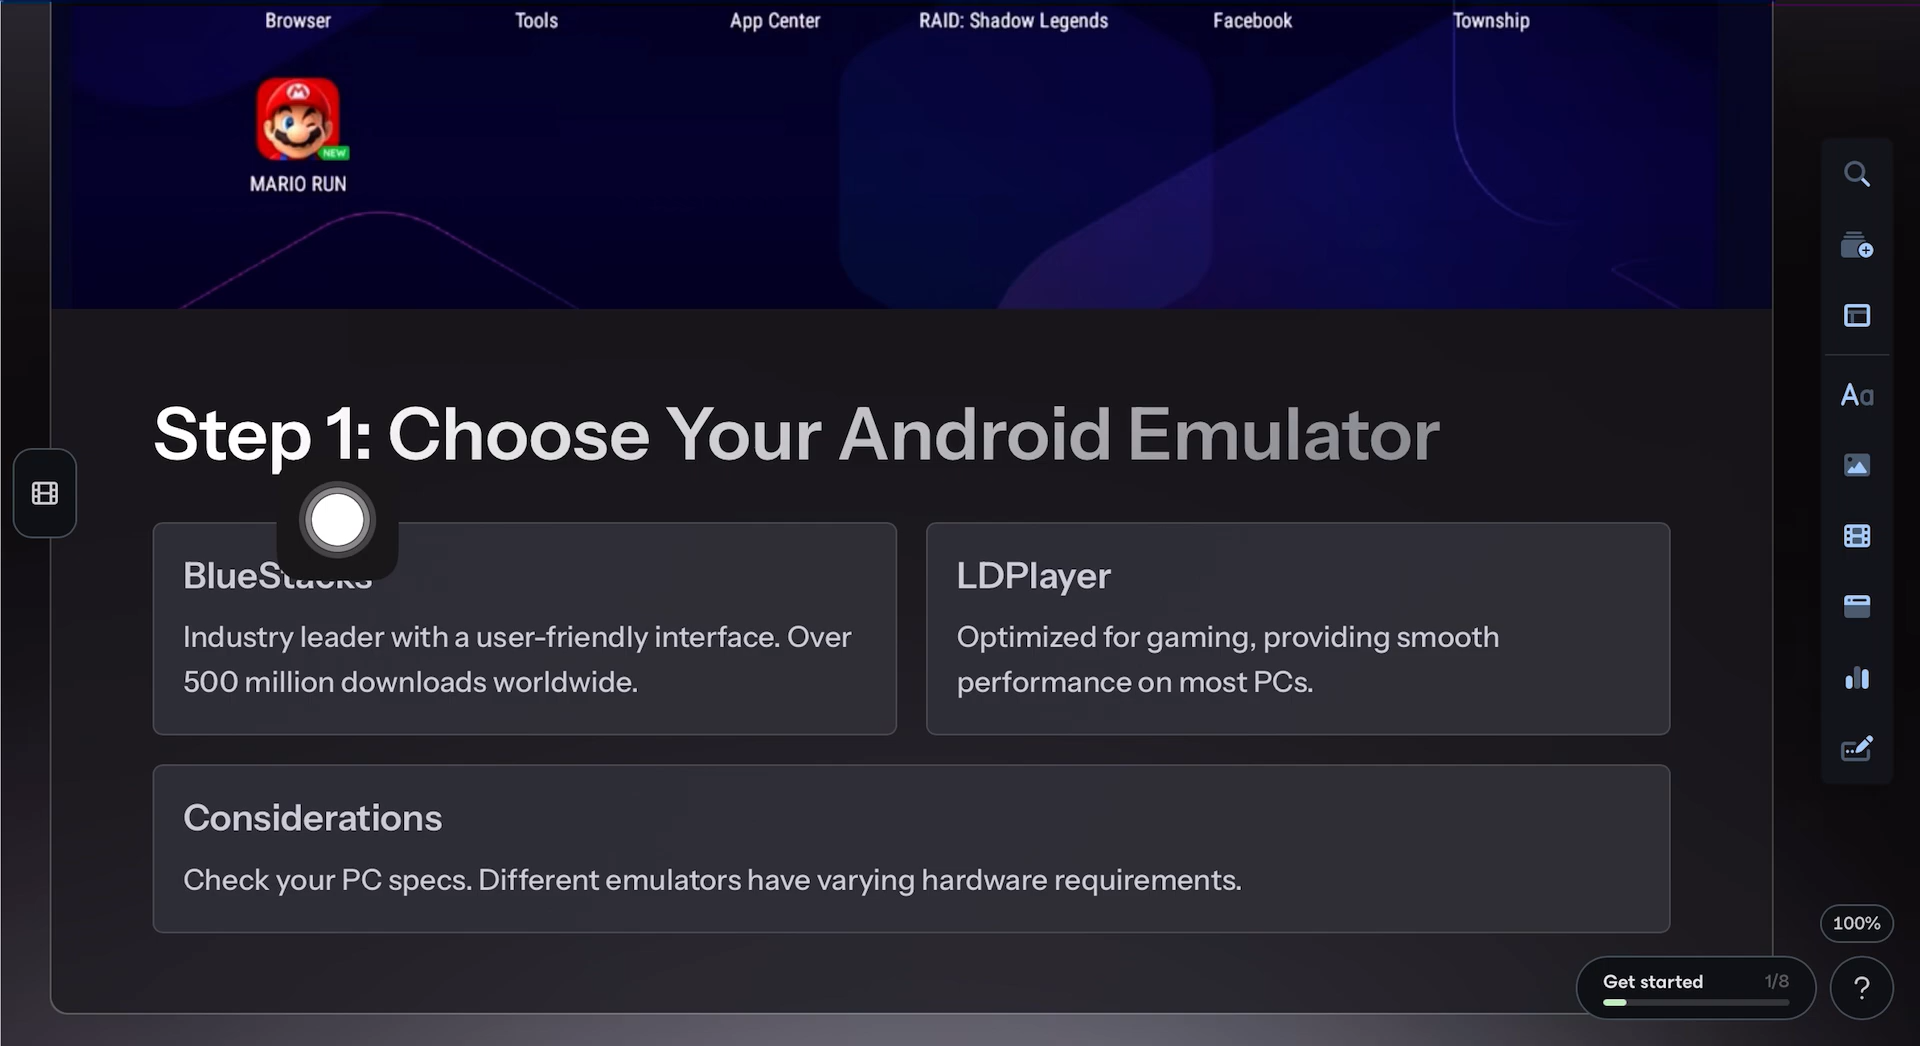 Browser
Tools
App Center
RAID: Shadow Legends
Facebook
Township
M
NEW
MARIO RUN
Step 1: Choose Your Android Emulator
BlueStacks
Industry leader with a user-friendly interface. Over
500 million downloads worldwide.
LDPlayer
Optimized for gaming, providing smooth
performance on most PCs.
Considerations
Check your PC specs. Different emulators have varying hardware requirements.
Aa
100%
Get started
1/8
?